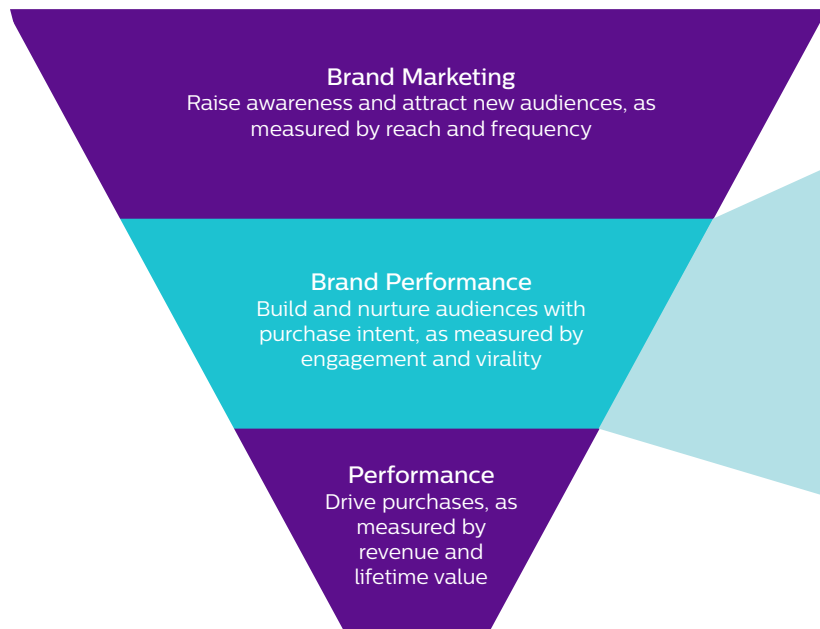 Brand Marketing
Raise awareness and attract new audiences, as
measured by reach and frequency
Brand Performance
Build and nurture audiences with
purchase intent, as measured by
engagement and virality
Performance
Drive purchases, as
measured by
revenue and
lifetime value